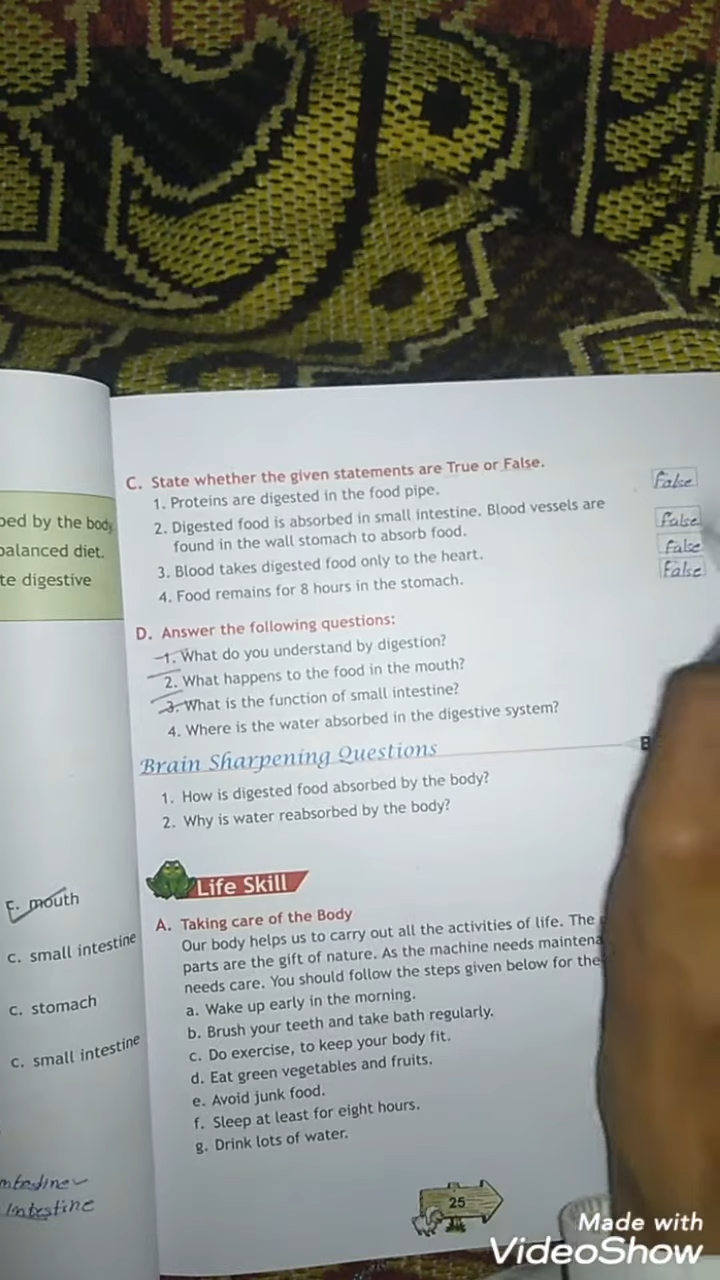 C. State whether the given statements are True or False.
1. Proteins are digested in the food pipe.
False
2. Digested food is absorbed in small intestine. Blood vessels are
found in the wall stomach to absorb food.
False
3. Blood takes digested food only to the heart.
False
4. Food remains for 8 hours in the stomach.
False
by the body
balanced diet.
digestive
D. Answer the following questions:
1. What do you understand by digestion?
2. What happens to the food in the mouth?
3. What is the function of small intestine?
4. Where is the water absorbed in the digestive system?
Brain Sharpening Questions
1. How is digested food absorbed by the body?
2. Why is water reabsorbed by the body?
mouth
c. small intestine
c. stomach
c. small intestine
Intestine
Life Skill
A. Taking care of the Body
Our body helps us to carry out all the activities of life. The
parts are the gift of nature. As the machine needs
needs care. You should follow the steps given below for the
a. Wake up early in the morning.
b. Brush your teeth and take bath regularly.
c. Do exercise, to keep your body fit.
d. Eat green vegetables and fruits.
e. Avoid junk food.
f. Sleep at least for eight hours.
g. Drink lots of water.
25
Made with
VideoShow